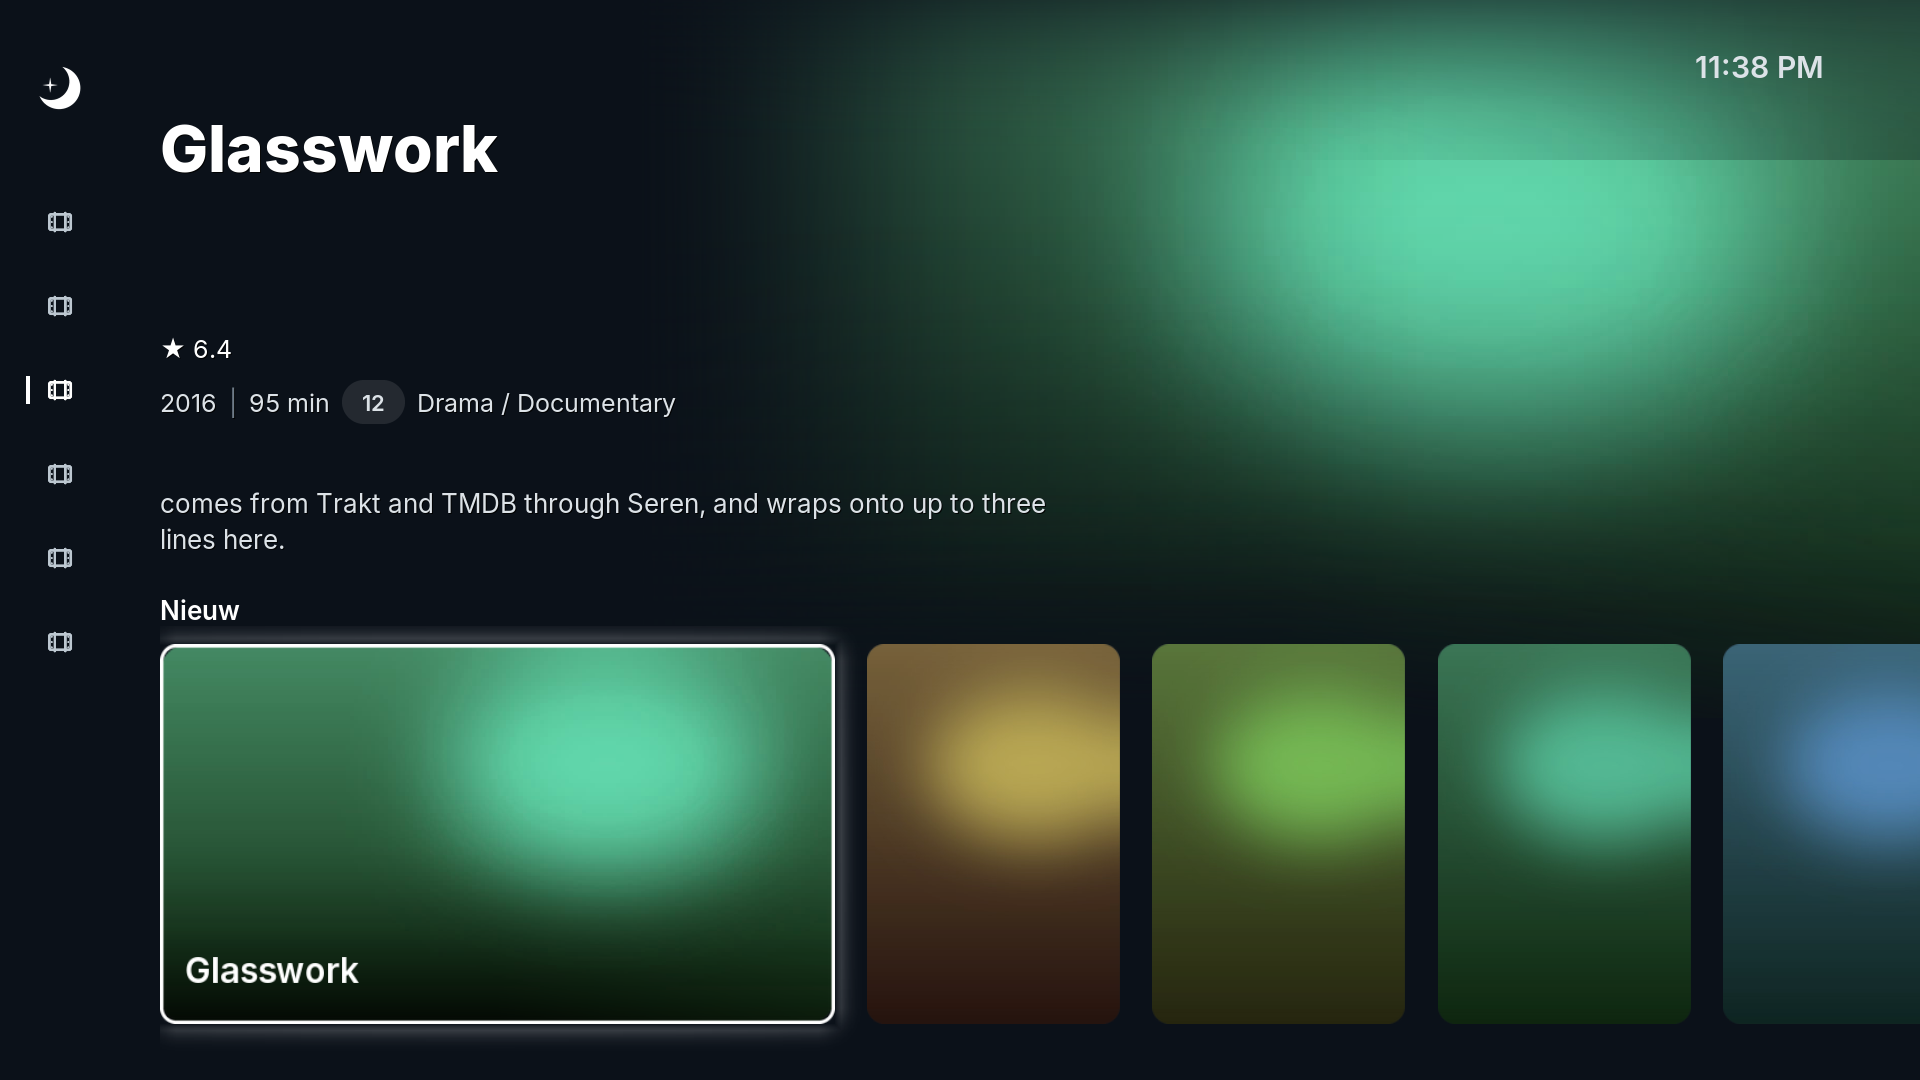 11:38 PM
Glasswork
★ 6.4
2016 | 95 min 12 Drama / Documentary
comes from Trakt and TMDB through Seren, and wraps onto up to three
lines here.
Nieuw
Glasswork